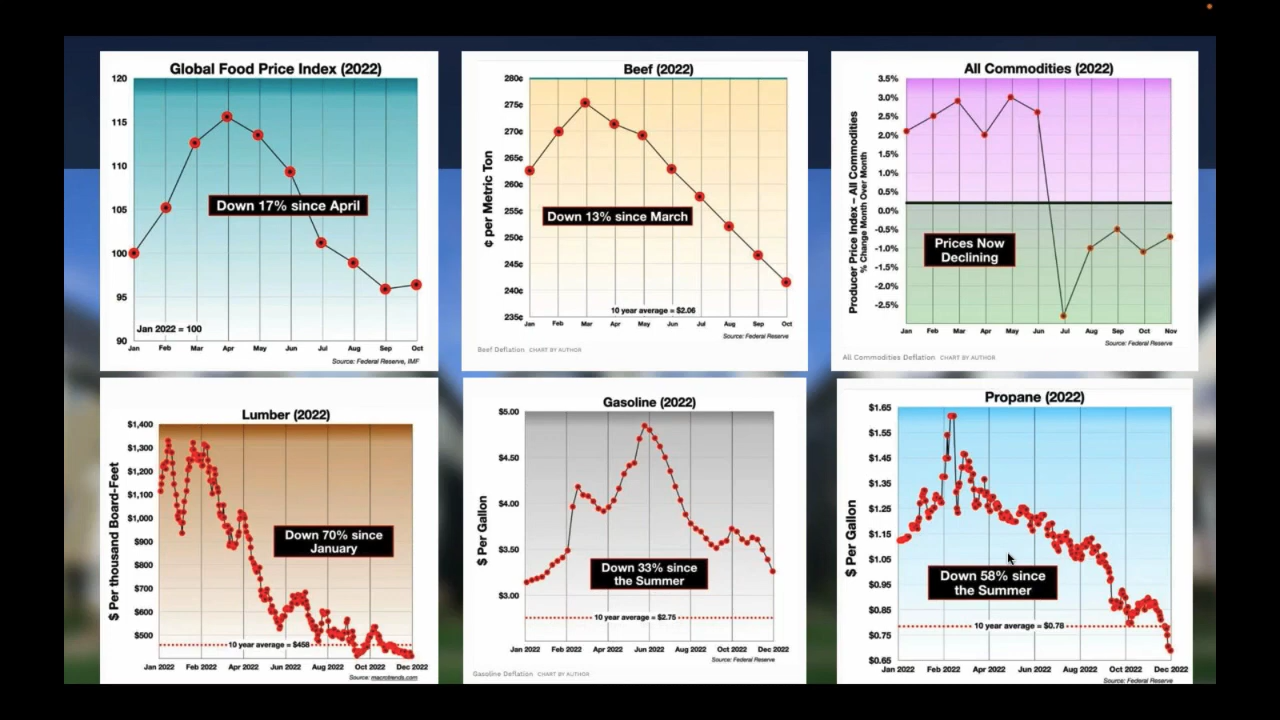 Global Food Price Index (2022)
120
115
110
105
100
95
90
Down 17% since April
Jan 2022 = 100
Jan Feb Mar Apr May Jun Jul Aug Sep Oct
Source: Federal Reserve, IMF
Beef (2022)
¢ per Metric Ton
280¢
275¢
270¢
265¢
260¢
255¢
250¢
245¢
240¢
235¢
Down 13% since March
10 year average = $2.06
Jan Feb Mar Apr May Jun Jul Aug Sep Oct
Source: Federal Reserve
Beef Deflation CHART BY AUTHOR
All Commodities (2022)
Producer Price Index – All Commodities
% Change Month Over Month
3.5%
3.0%
2.5%
2.0%
1.5%
1.0%
0.5%
0.0%
-0.5%
-1.0%
-1.5%
-2.0%
-2.5%
Prices Now
Declining
Jan Feb Mar Apr May Jun Jul Aug Sep Oct Nov
Source: Federal Reserve
All Commodities Deflation CHART BY AUTHOR
Lumber (2022)
$ Per thousand Board-Feet
$1,400
$1,300
$1,200
$1,100
$1,000
$900
$800
$700
$600
$500
Down 70% since
January
10 year average = $458
Jan 2022 Feb 2022 Apr 2022 Jun 2022 Aug 2022 Oct 2022 Dec 2022
Source: macrotrends.com
Gasoline (2022)
$ Per Gallon
$5.00
$4.50
$4.00
$3.50
$3.00
Down 33% since
the Summer
10 year average = $2.75
Jan 2022 Feb 2022 Apr 2022 Jun 2022 Aug 2022 Oct 2022 Dec 2022
Source: Federal Reserve
Gasoline Deflation CHART BY AUTHOR
Propane (2022)
$ Per Gallon
$1.65
$1.55
$1.45
$1.35
$1.25
$1.15
$1.05
$0.95
$0.85
$0.75
$0.65
Down 58% since
the Summer
10 year average = $0.78
Jan 2022 Feb 2022 Apr 2022 Jun 2022 Aug 2022 Oct 2022 Dec 2022
Source: Federal Reserve